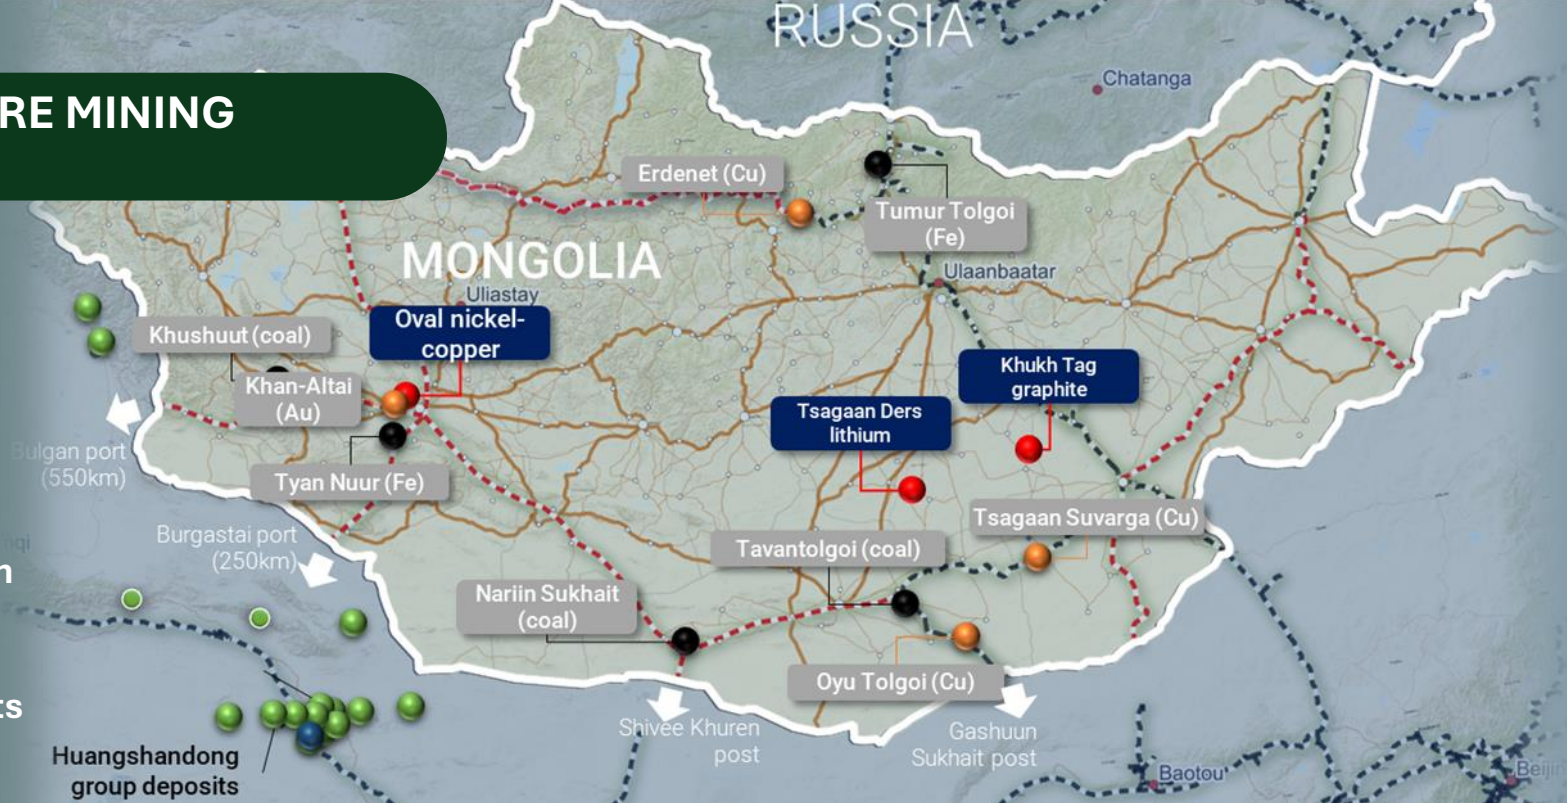 RUSSIA
RE MINING
Chatanga
Erdenet (Cu)
Tumur Tolgoi
(Fe)
MONGOLIA
Ulaanbaatar
Uliastay
Oval nickel-
copper
Khushuut (coal)
Khan-Altai
(Au)
Khukh Tag
graphite
Tsagaan Ders
lithium
Bulgan port
(550km)
Tyan Nuur (Fe)
Tsagaan Suvarga (Cu)
Burgastai port
(250km)
Tavantolgoi (coal)
Nariin Sukhait
(coal)
Oyu Tolgoi (Cu)
ts
Shivee Khuren
post
Gashuun
Sukhait post
Huangshandong
group deposits
Baotou
Beijin